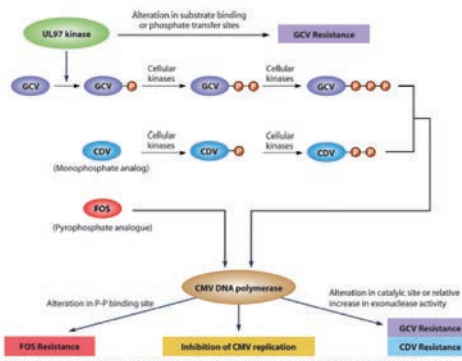 Alteration in substrate binding
or phosphate transfer sites
UL97 kinase
GCV Resistance
GCV
GCV P
Cellular
kinases
GCV P P
Cellular
kinases
GCV P P P
CDV
(Monophosphate analog)
Cellular
kinases
CDV P
Cellular
kinases
CDV P P
FOS
(Pyrophosphate analogue)
CMV DNA polymerase
Alteration in P-P binding site
Alteration in catalyic site or relative
increase in exonuclease activity
FOS Resistance
Inhibition of CMV replication
GCV Resistance
CDV Resistance